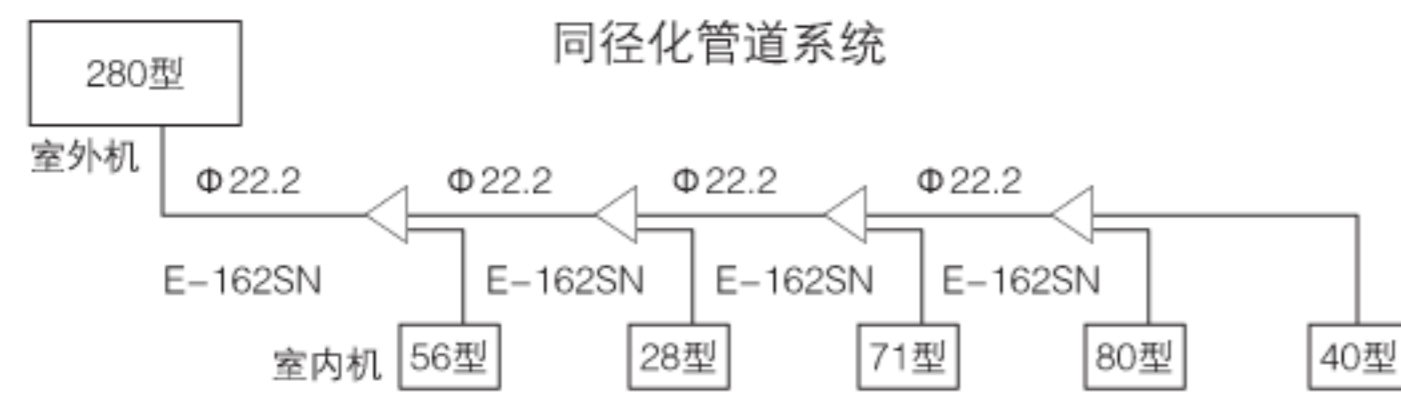 同径化管道系统
280型
室外机
Φ22.2 Φ22.2 Φ22.2 Φ22.2
E-162SN E-162SN E-162SN E-162SN
室内机 56型 28型 71型 80型 40型